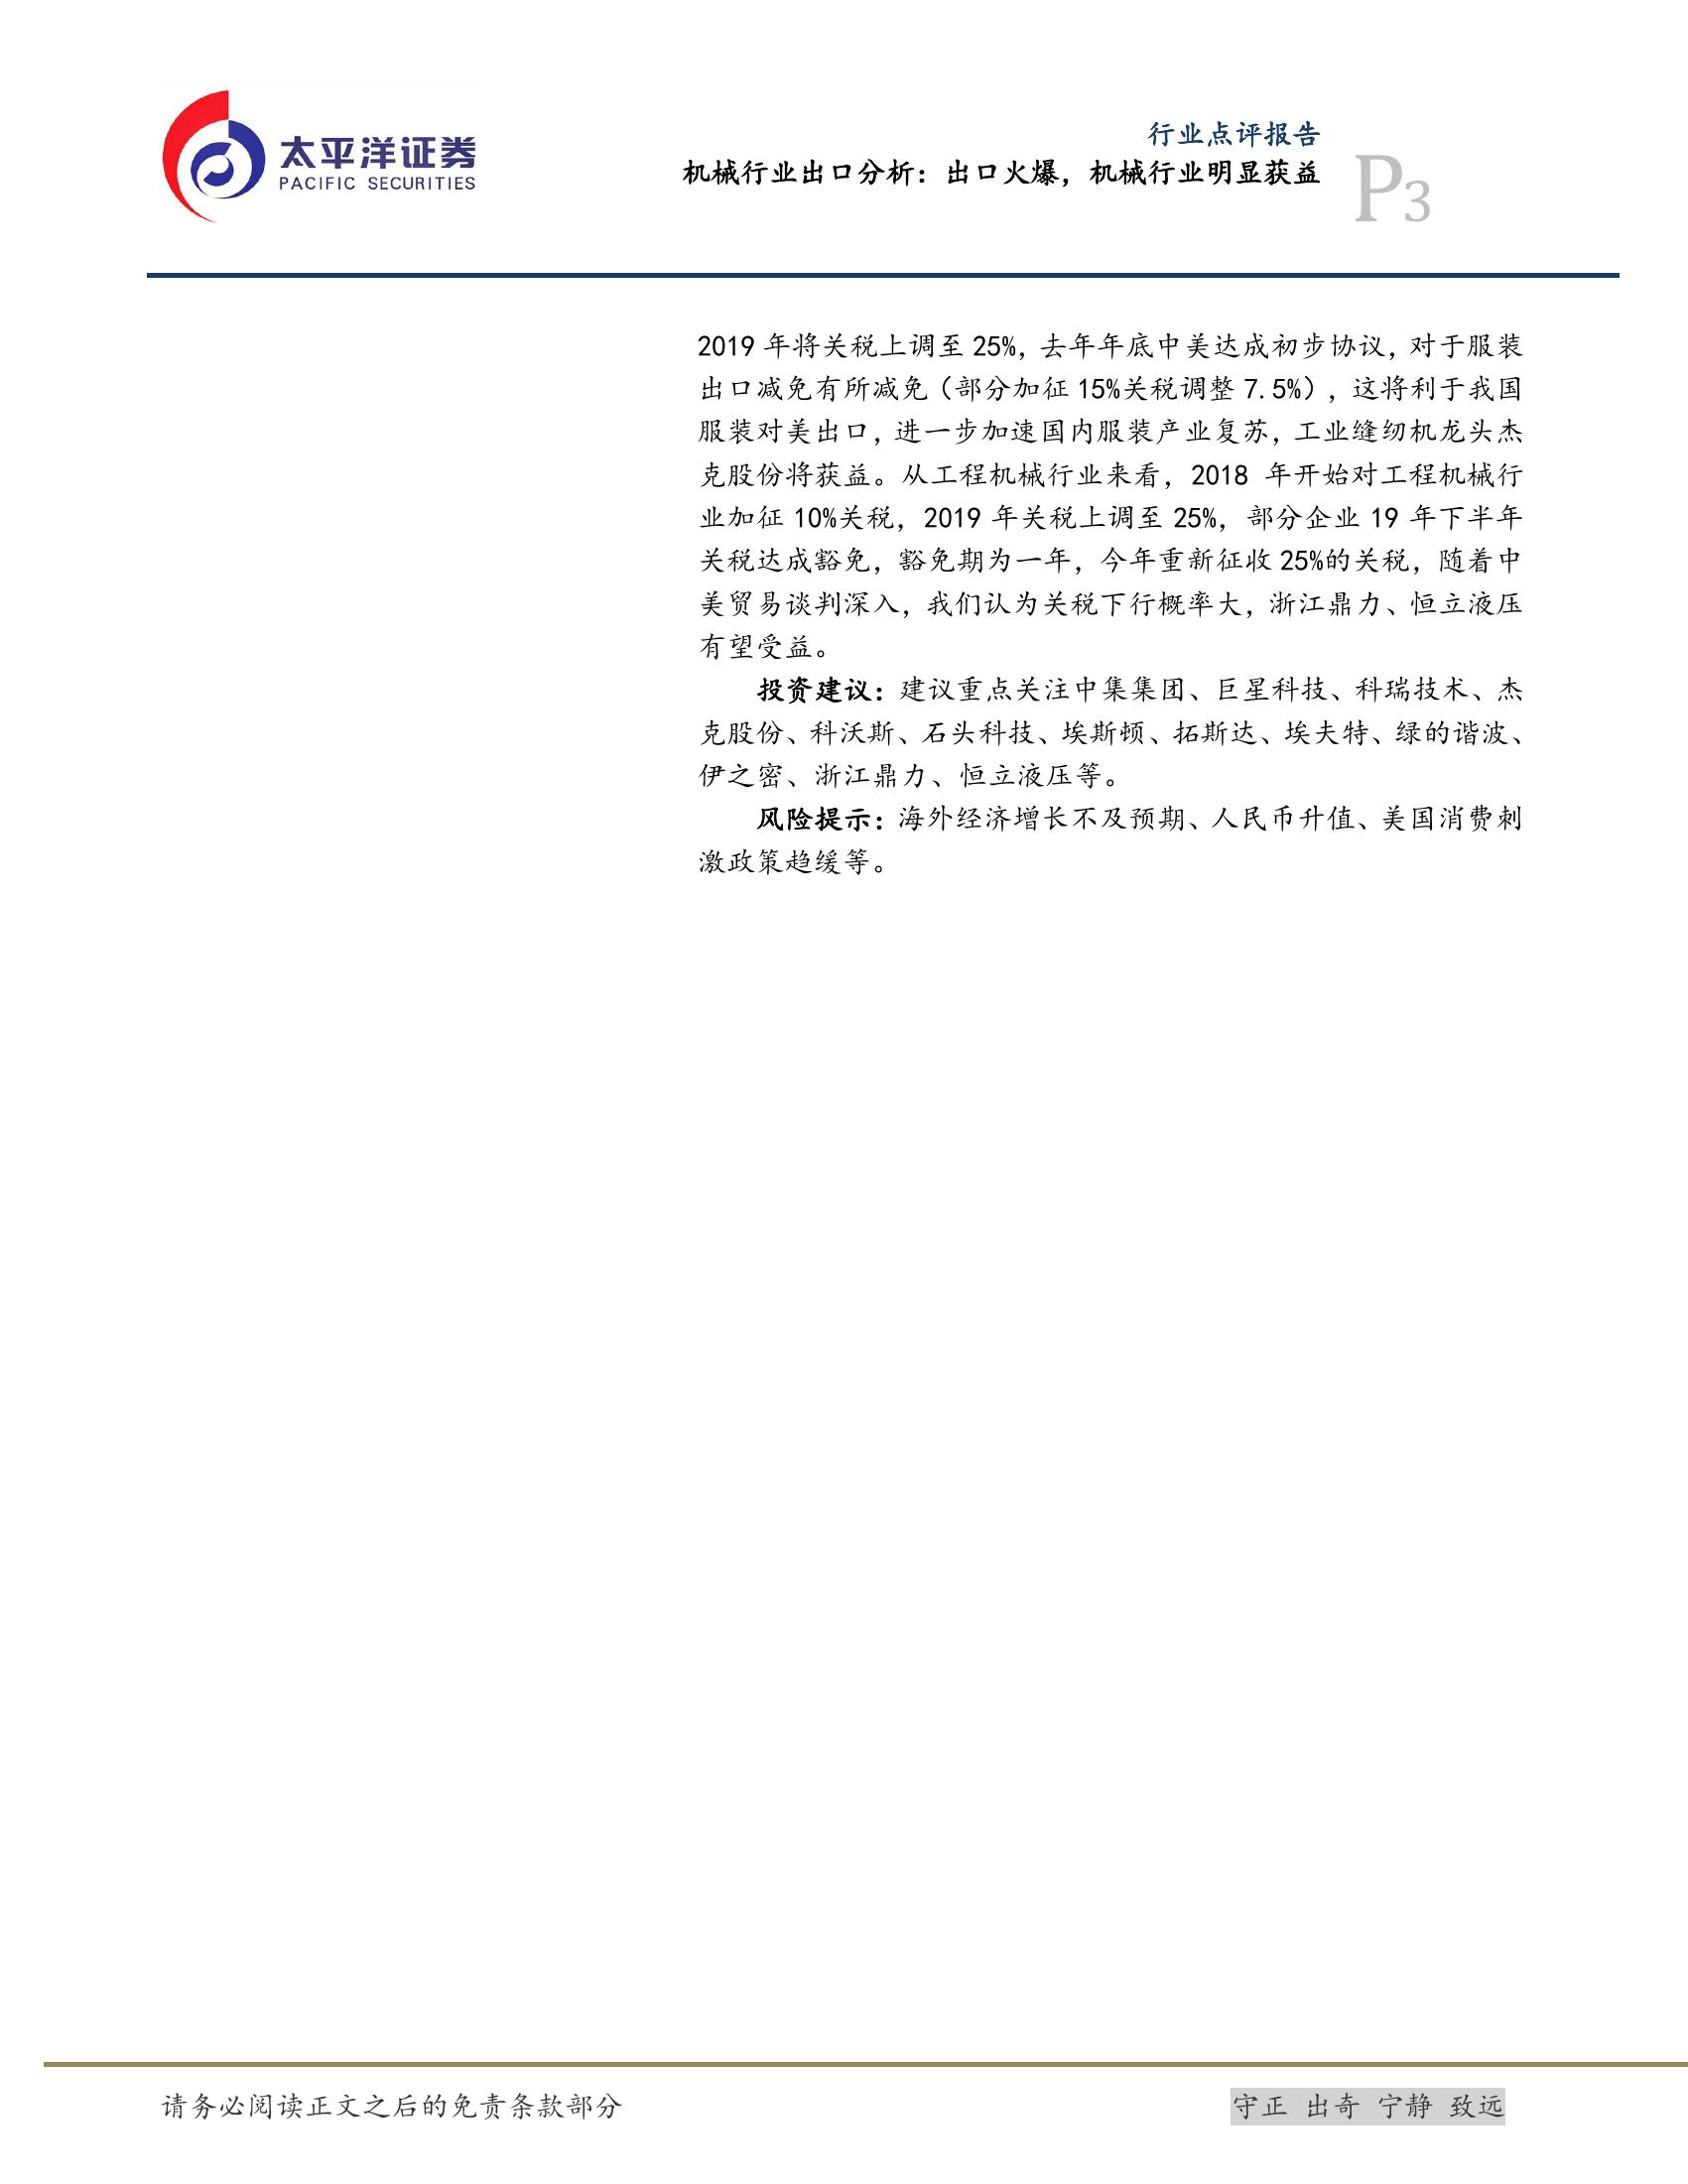 太平洋证券
PACIFIC SECURITIES
行业点评报告
机械行业出口分析：出口火爆，机械行业明显获益
P3
2019 年将关税上调至 25%，去年年底中美达成初步协议，对于服装
出口减免有所减免（部分加征 15%关税调整 7.5%），这将利于我国
服装对美出口，进一步加速国内服装产业复苏，工业缝纫机龙头杰
克股份将获益。从工程机械行业来看，2018 年开始对工程机械行
业加征 10%关税，2019 年关税上调至 25%，部分企业 19 年下半年
关税达成豁免，豁免期为一年，今年重新征收 25%的关税，随着中
美贸易谈判深入，我们认为关税下行概率大，浙江鼎力、恒立液压
有望受益。
投资建议：建议重点关注中集集团、巨星科技、科瑞技术、杰
克股份、科沃斯、石头科技、埃斯顿、拓斯达、埃夫特、绿的谐波、
伊之密、浙江鼎力、恒立液压等。
风险提示：海外经济增长不及预期、人民币升值、美国消费刺
激政策趋缓等。
请务必阅读正文之后的免责条款部分
守正 出奇 宁静 致远